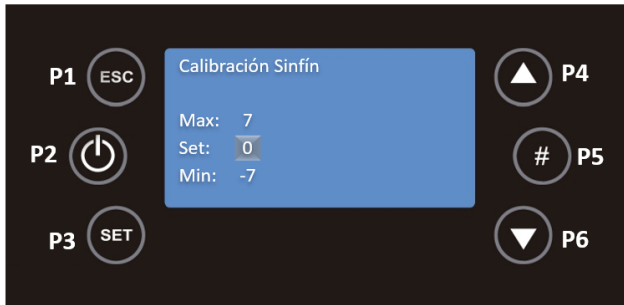 P1 ESC
P2
P3 SET
Calibración Sinfín
Max: 7
Set: 0
Min: -7
P4
# P5
P6